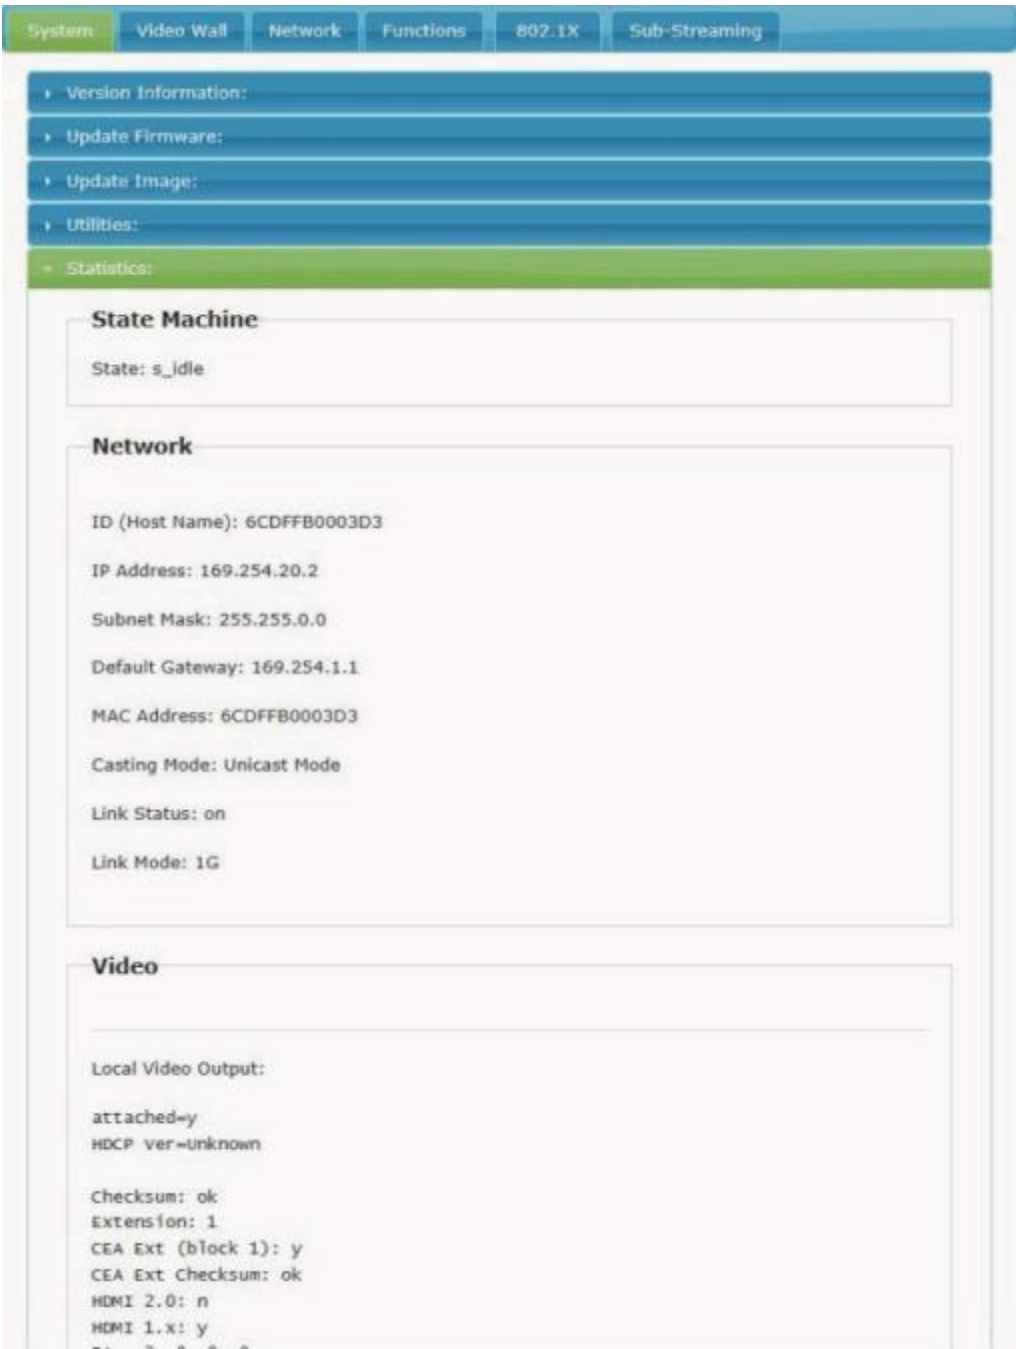 System Video Wall Network Functions 802.1X Sub-Streaming
Version Information:
Update Firmware:
Update Image:
Utilities:
Statistics:
State Machine
State: s_idle
Network
ID (Host Name): 6CDFFB0003D3
IP Address: 169.254.20.2
Subnet Mask: 255.255.0.0
Default Gateway: 169.254.1.1
MAC Address: 6CDFFB0003D3
Casting Mode: Unicast Mode
Link Status: on
Link Mode: 1G
Video
Local Video Output:
attached=y
HDCP ver=Unknown
Checksum: ok
Extension: 1
CEA Ext (block 1): y
CEA Ext Checksum: ok
HDMI 2.0: n
HDMI 1.x: y